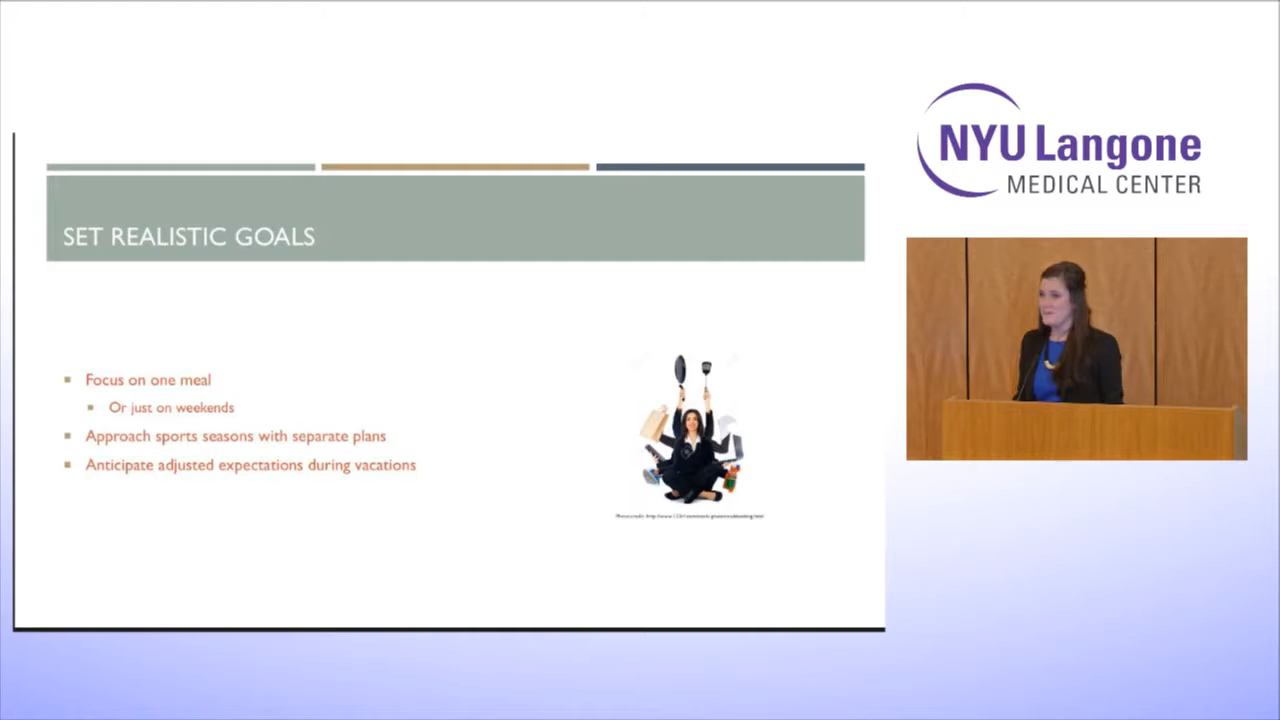 SET REALISTIC GOALS
Focus on one meal
Or just on weekends
Approach sports seasons with separate plans
Anticipate adjusted expectations during vacations
NYU Langone
MEDICAL CENTER